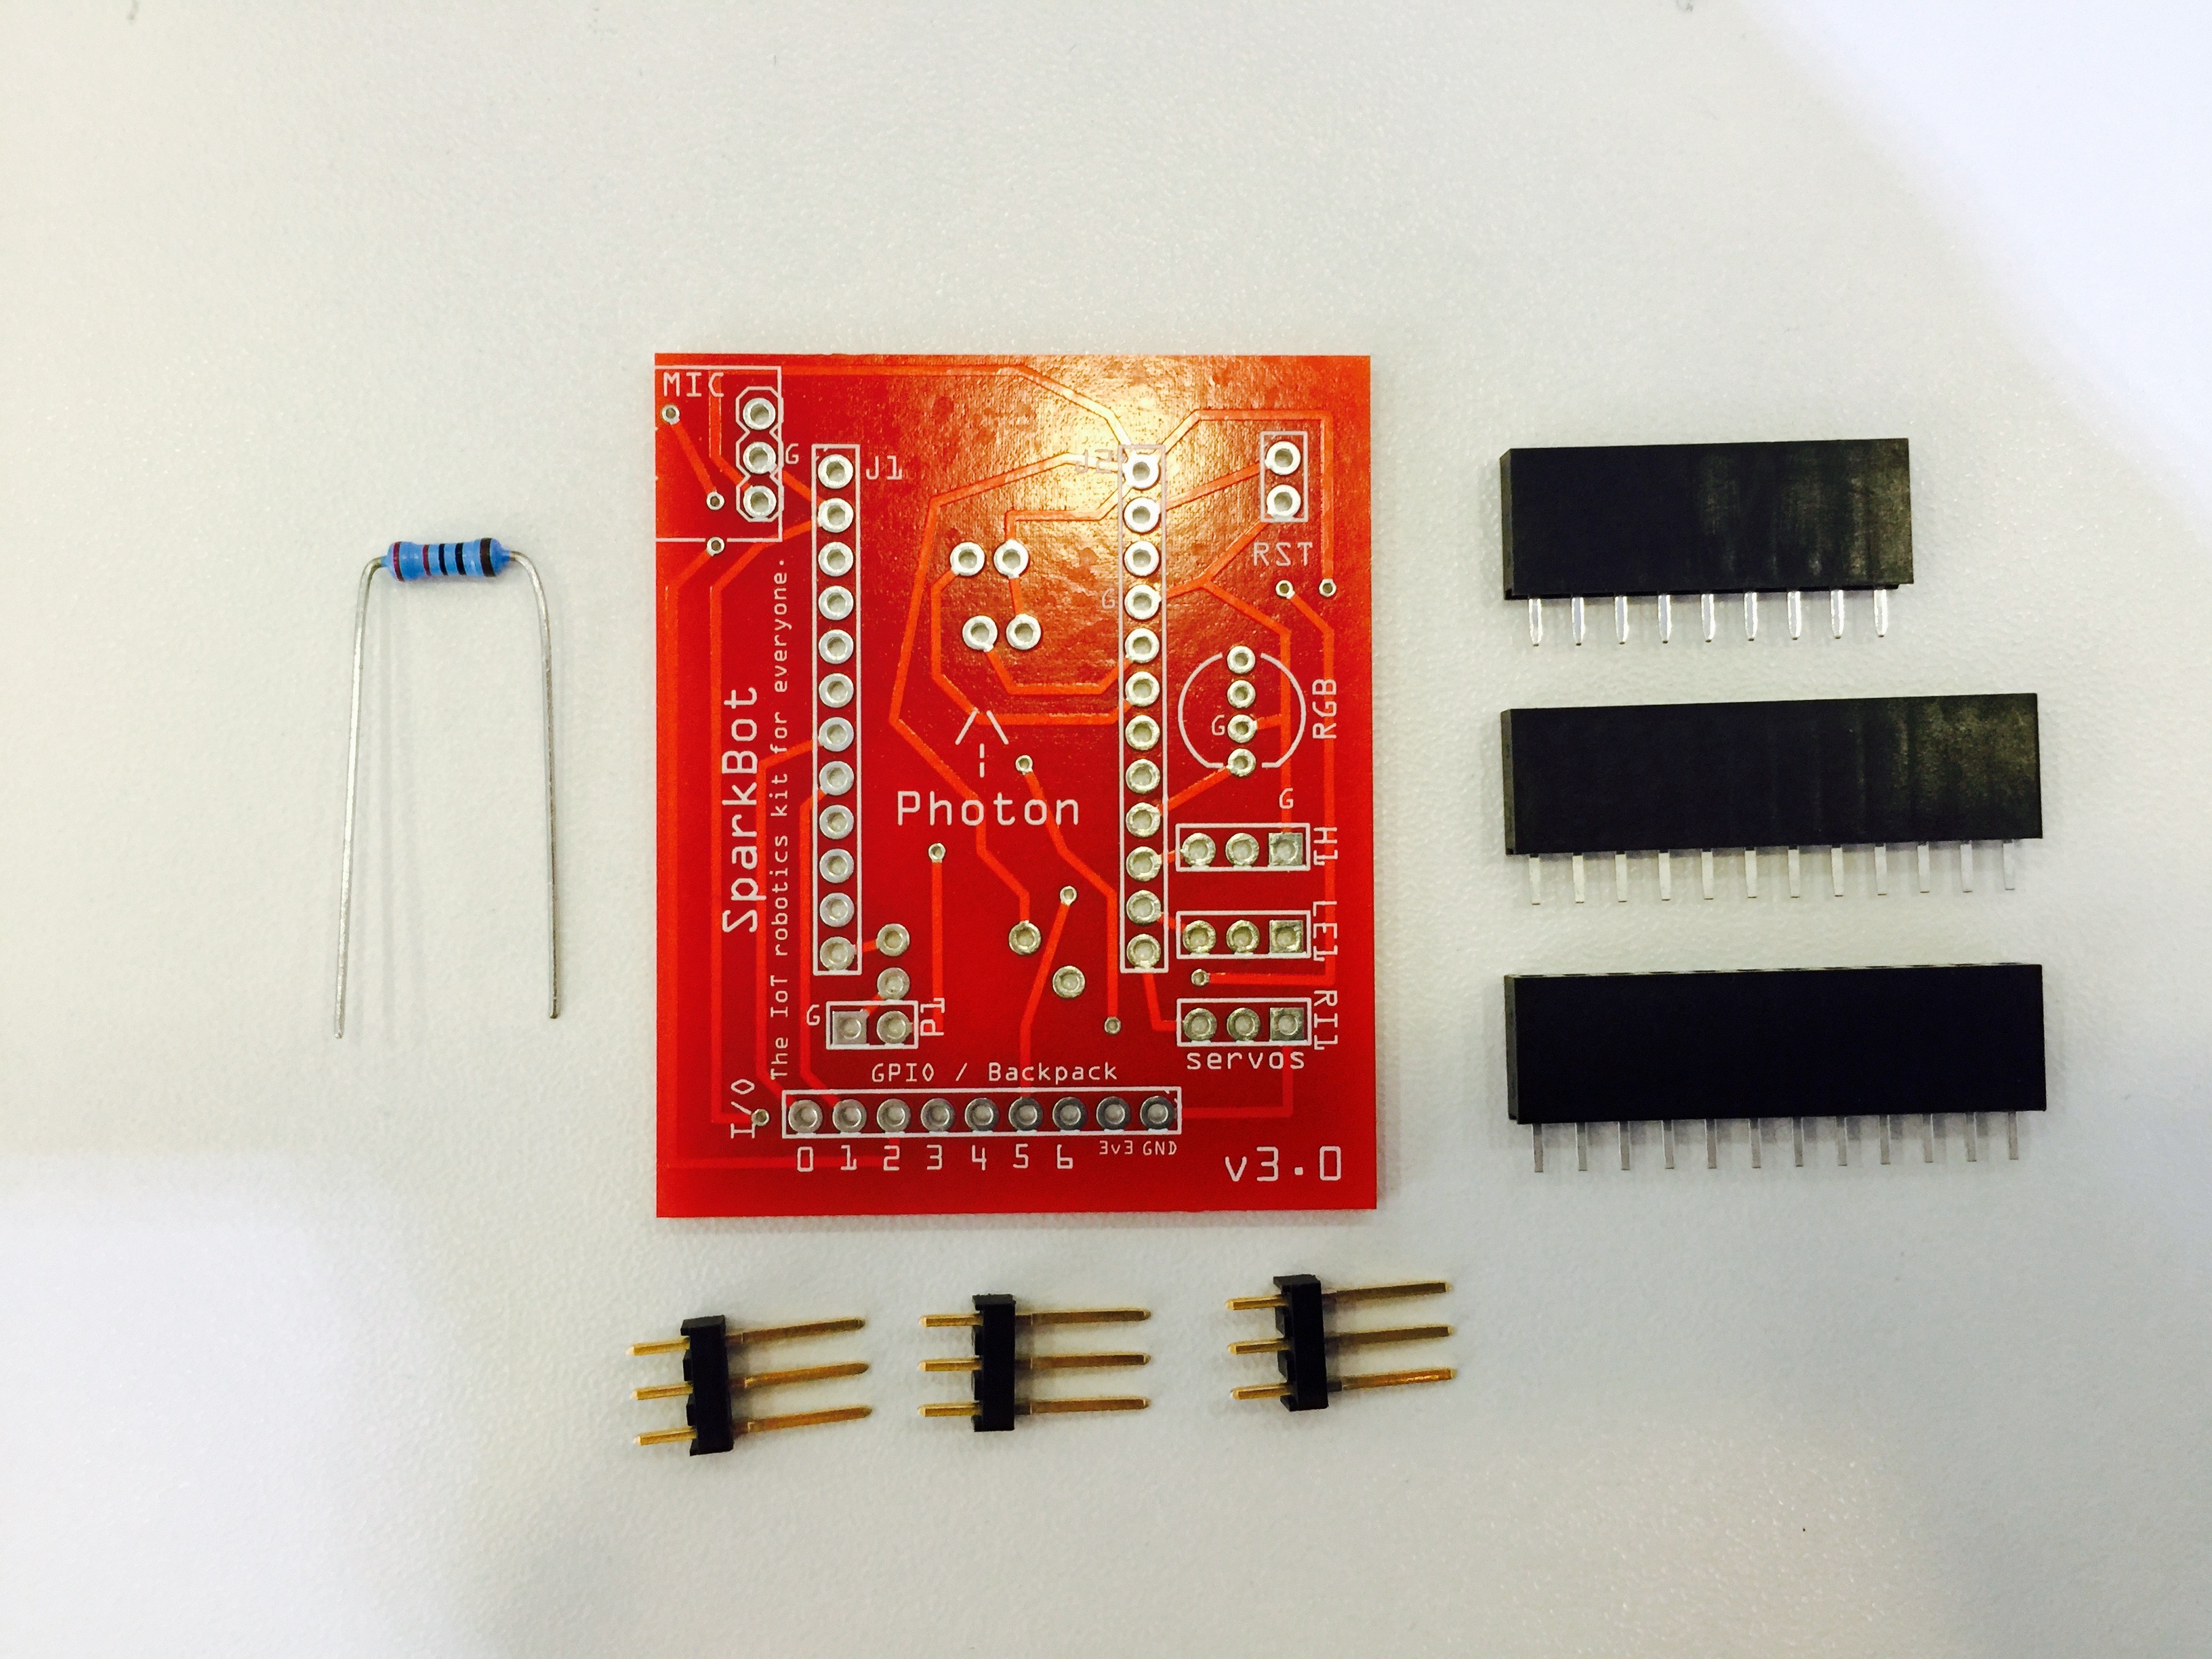 MIC
G
J1
J2
RST
G
RGB
G
G
Photon
SparkBot
The IoT robotics kit for everyone.
H1
LE1
RI1
servos
G
P1
GPIO / Backpack
I/O
0 1 2 3 4 5 6 3v3 GND
v3.0